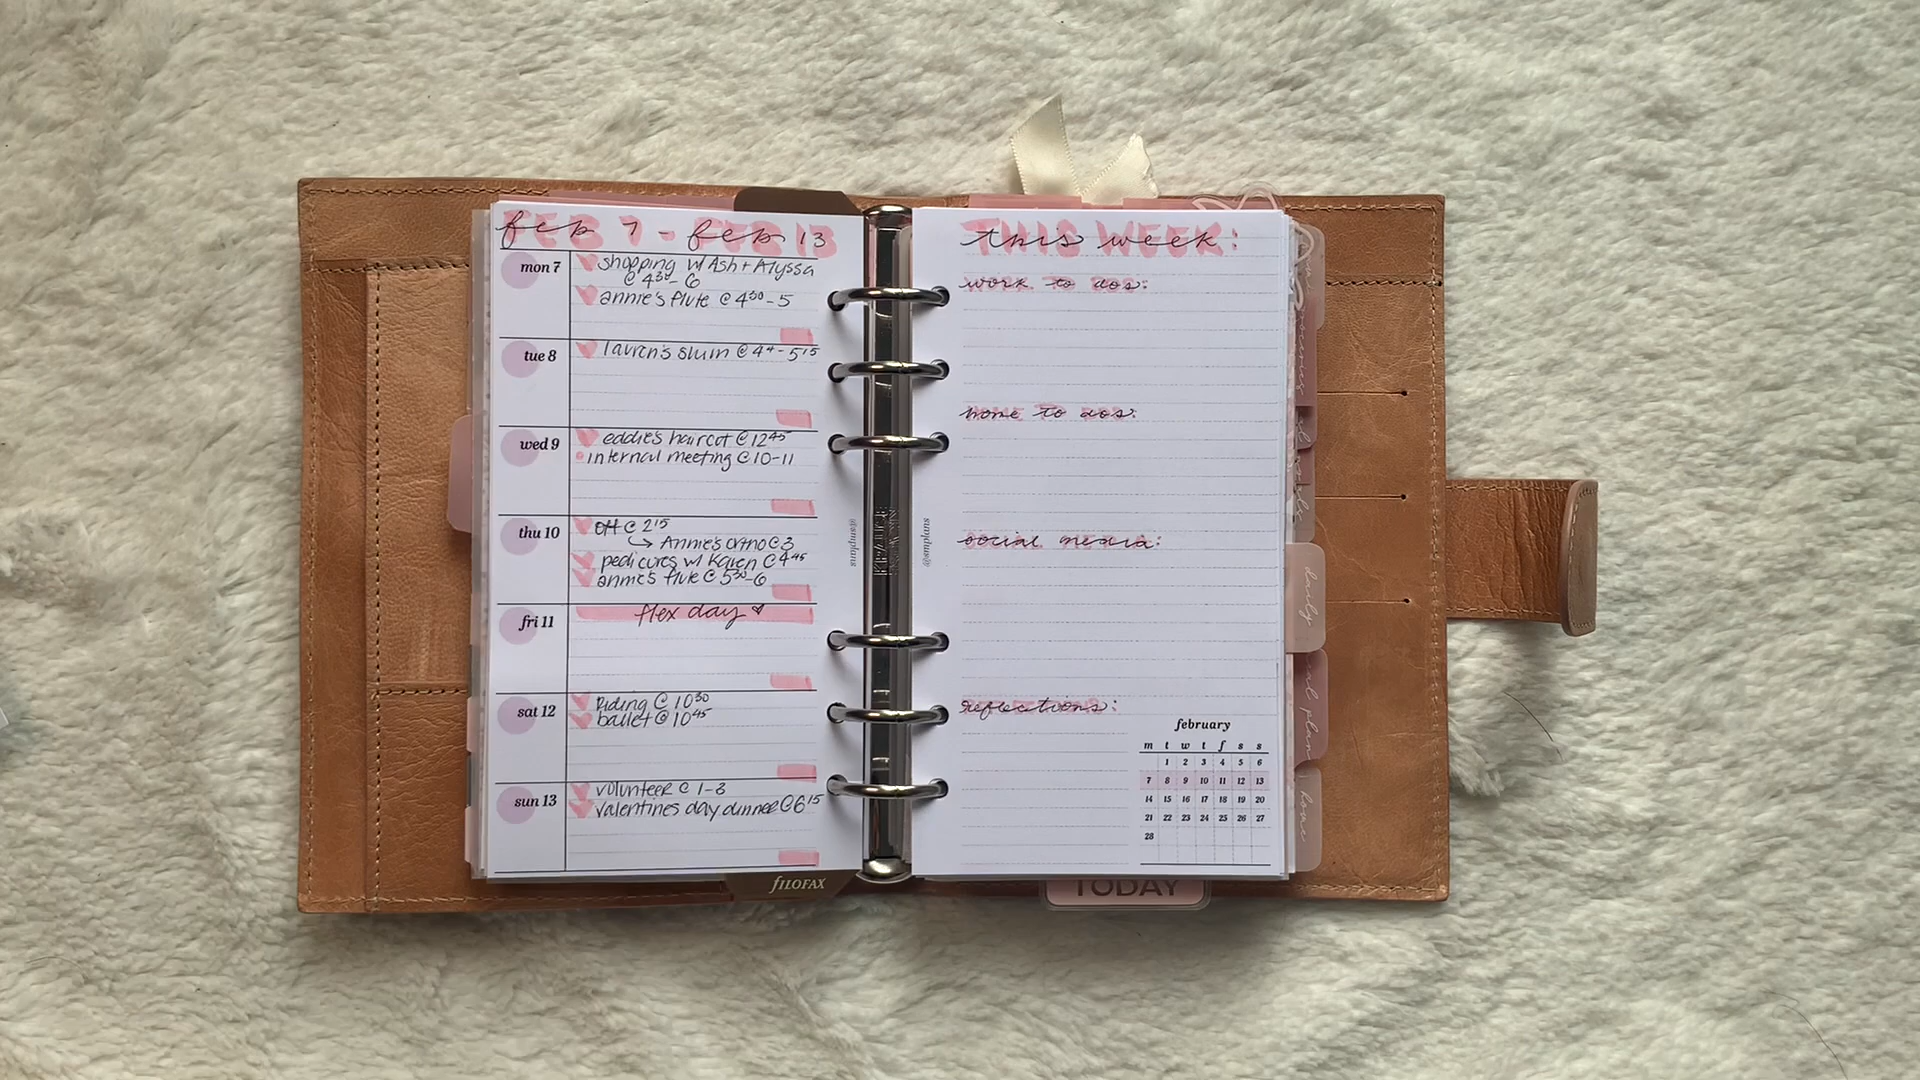 feb 7 - feb 13
mon 7
shopping w/ Ash + Alyssa
@ 4³⁰- 6
annie's flute @ 4³⁰ - 5
tue 8
lauren's swim @ 4⁴⁵ - 5¹⁵
wed 9
eddie's haircut @ 12⁴⁵
internal meeting @ 10-11
thu 10
off @ 2¹⁵
Annie's ortho @ 3
pedicures w/ Karen @ 4⁴⁵
annie's flute @ 5³⁰-6
fri 11
flex day
sat 12
Riding @ 10³⁰
ballet @ 10⁴⁵
sun 13
volunteer @ 1-3
valentines day dinner @ 6¹⁵
FILOFAX
@smplans
@smplans
this week:
work to dos:
home to dos:
social media:
reflections:
february
m t w t f s s
1 2 3 4 5 6
7 8 9 10 11 12 13
14 15 16 17 18 19 20
21 22 23 24 25 26 27
28
TODAY
daily
home